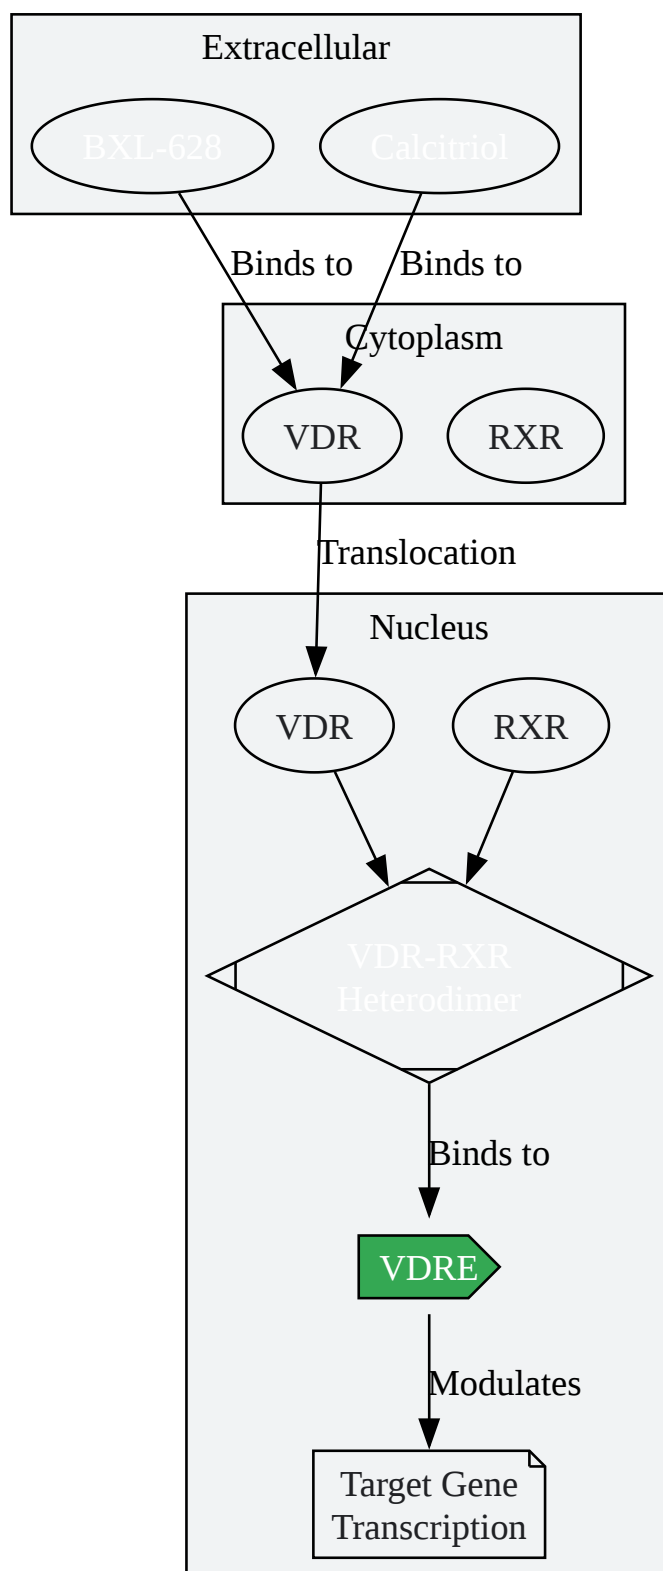 Extracellular
BXL-628
Calcitriol
Binds to
Binds to
Cytoplasm
VDR
RXR
Translocation
Nucleus
VDR
RXR
VDR-RXR
Heterodimer
Binds to
VDRE
Modulates
Target Gene
Transcription